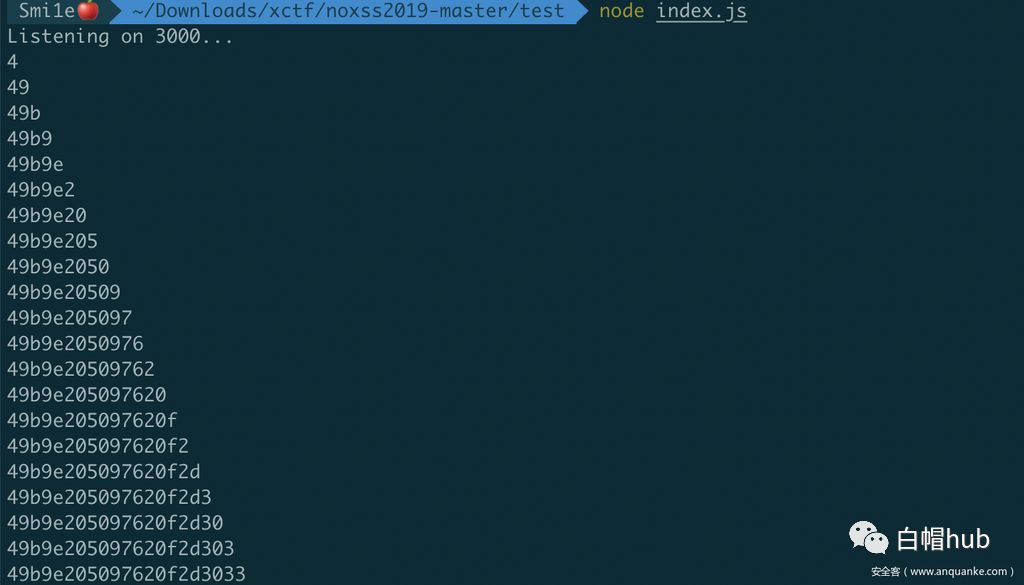 Smi1e🍎 ~/Downloads/xctf/noxss2019-master/test node index.js
Listening on 3000...
4
49
49b
49b9
49b9e
49b9e2
49b9e20
49b9e205
49b9e2050
49b9e20509
49b9e205097
49b9e2050976
49b9e20509762
49b9e205097620
49b9e205097620f
49b9e205097620f2
49b9e205097620f2d
49b9e205097620f2d3
49b9e205097620f2d30
49b9e205097620f2d303
49b9e205097620f2d3033
白帽hub
安全客(www.anquanke.com)